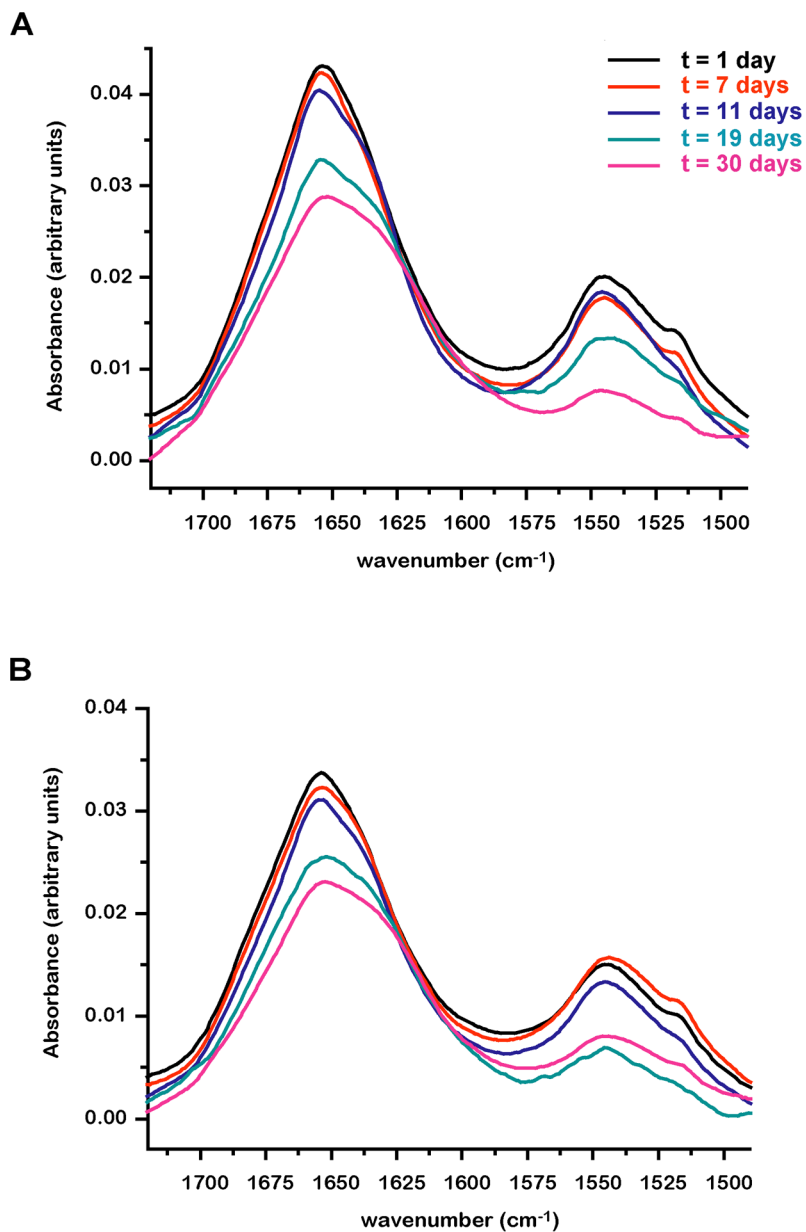 A
t = 1 day
t = 7 days
t = 11 days
t = 19 days
t = 30 days
Absorbance (arbitrary units)
0.04
0.03
0.02
0.01
0.00
1700 1675 1650 1625 1600 1575 1550 1525 1500
wavenumber (cm⁻¹)
B
Absorbance (arbitrary units)
0.04
0.03
0.02
0.01
0.00
1700 1675 1650 1625 1600 1575 1550 1525 1500
wavenumber (cm⁻¹)